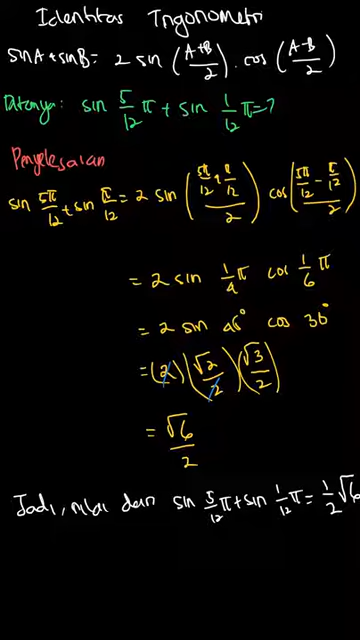 Identitas Trigonometri
sinA + sinB = 2 sin ((A+B)/2) . cos ((A-B)/2)
Ditanya: sin 5/12 π + sin 1/12 π = ?
Penyelesaian
sin 5π/12 + sin π/12 = 2 sin ((5π/12 + π/12)/2) cos ((5π/12 - π/12)/2)
= 2 sin 1/4 π cos 1/6 π
= 2 sin 45° cos 30°
= (2)(√2/2)(√3/2)
= √6/2
Jadi, nilai dari sin 5/12 π + sin 1/12 π = 1/2 √6